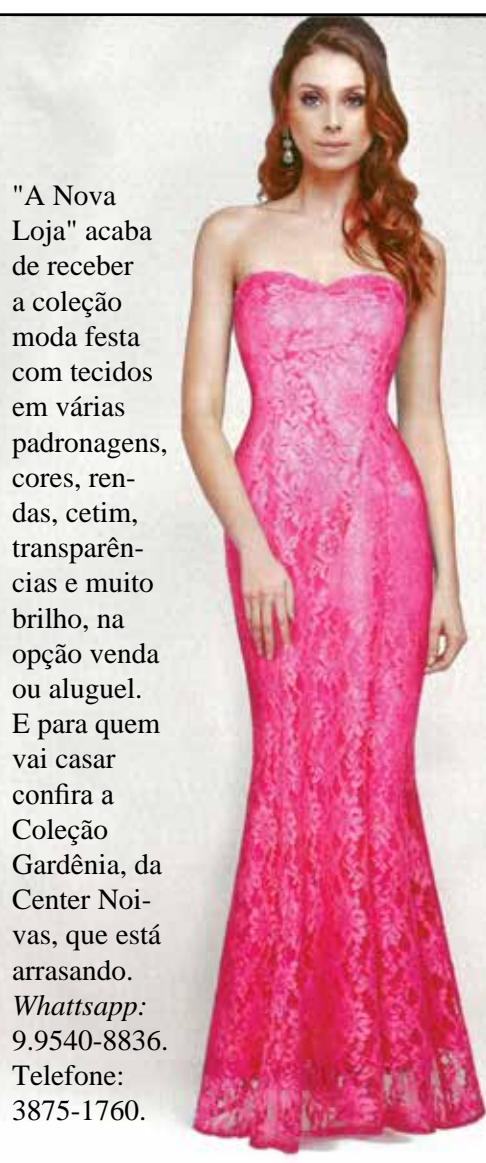 "A Nova
Loja" acaba
de receber
a coleção
moda festa
com tecidos
em várias
padronagens,
cores, ren-
das, cetim,
transparên-
cias e muito
brilho, na
opção venda
ou aluguel.
E para quem
vai casar
confira a
Coleção
Gardênia, da
Center Noi-
vas, que está
arrasando.
Whattsapp:
9.9540-8836.
Telefone:
3875-1760.